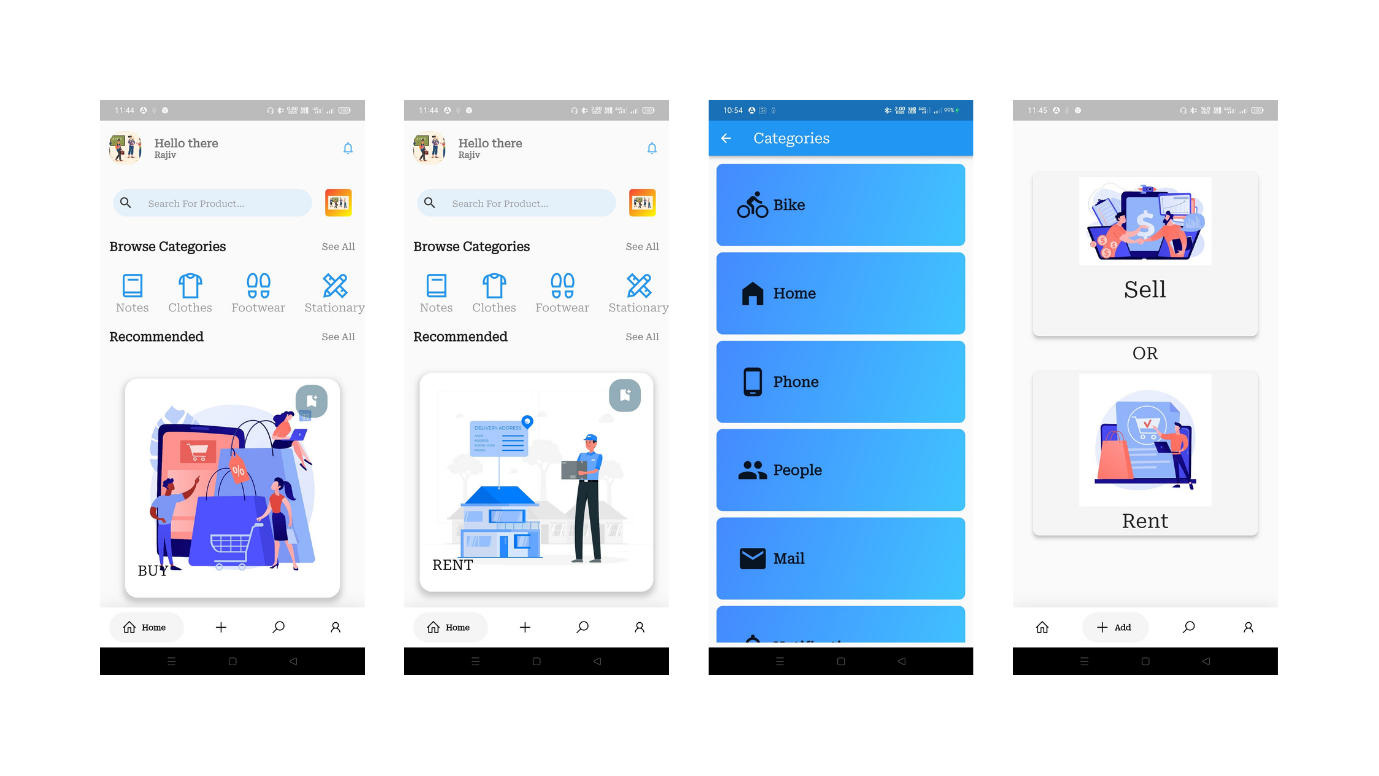 11:44
Hello there
Rajiv
Search For Product...
Browse Categories
See All
Notes
Clothes
Footwear
Stationary
Recommended
See All
%
BUY
Home
11:44
Hello there
Rajiv
Search For Product...
Browse Categories
See All
Notes
Clothes
Footwear
Stationary
Recommended
See All
DELIVERY ADDRESS
RENT
Home
10:54
99%
Categories
Bike
Home
Phone
People
Mail
11:45
$
Sell
OR
Rent
Add